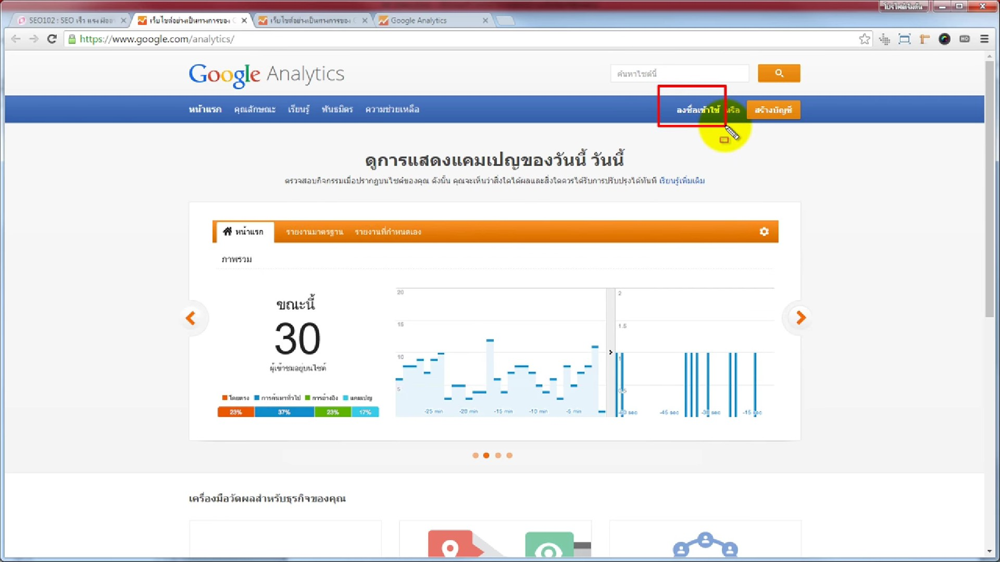 โปรไฟล์เริ่มต้น
SEO102 : SEO เร็ว แรง มืออา
เว็บไซต์อย่างเป็นทางการของ
เว็บไซต์อย่างเป็นทางการของ
Google Analytics
https://www.google.com/analytics/
HD
Google Analytics
ค้นหาไซต์นี้
หน้าแรก คุณลักษณะ เรียนรู้ พันธมิตร ความช่วยเหลือ
ลงชื่อเข้าใช้ หรือ สร้างบัญชี
ดูการแสดงแคมเปญของวันนี้ วันนี้
ตรวจสอบกิจกรรมเมื่อปรากฏบนไซต์ของคุณ ดังนั้น คุณจะเห็นว่าสิ่งใดได้ผลและสิ่งใดควรได้รับการปรับปรุงได้ทันที เรียนรู้เพิ่มเติม
หน้าแรก รายงานมาตรฐาน รายงานที่กำหนดเอง
ภาพรวม
ขณะนี้
30
ผู้เข้าชมอยู่บนไซต์
โดยตรง การค้นหาทั่วไป การอ้างอิง แคมเปญ
23% 37% 23% 17%
20
15
10
5
-25 min -20 min -15 min -10 min -5 min
2
1.5
1
0.5
-60 sec -45 sec -30 sec -15 sec
เครื่องมือวัดผลสำหรับธุรกิจของคุณ